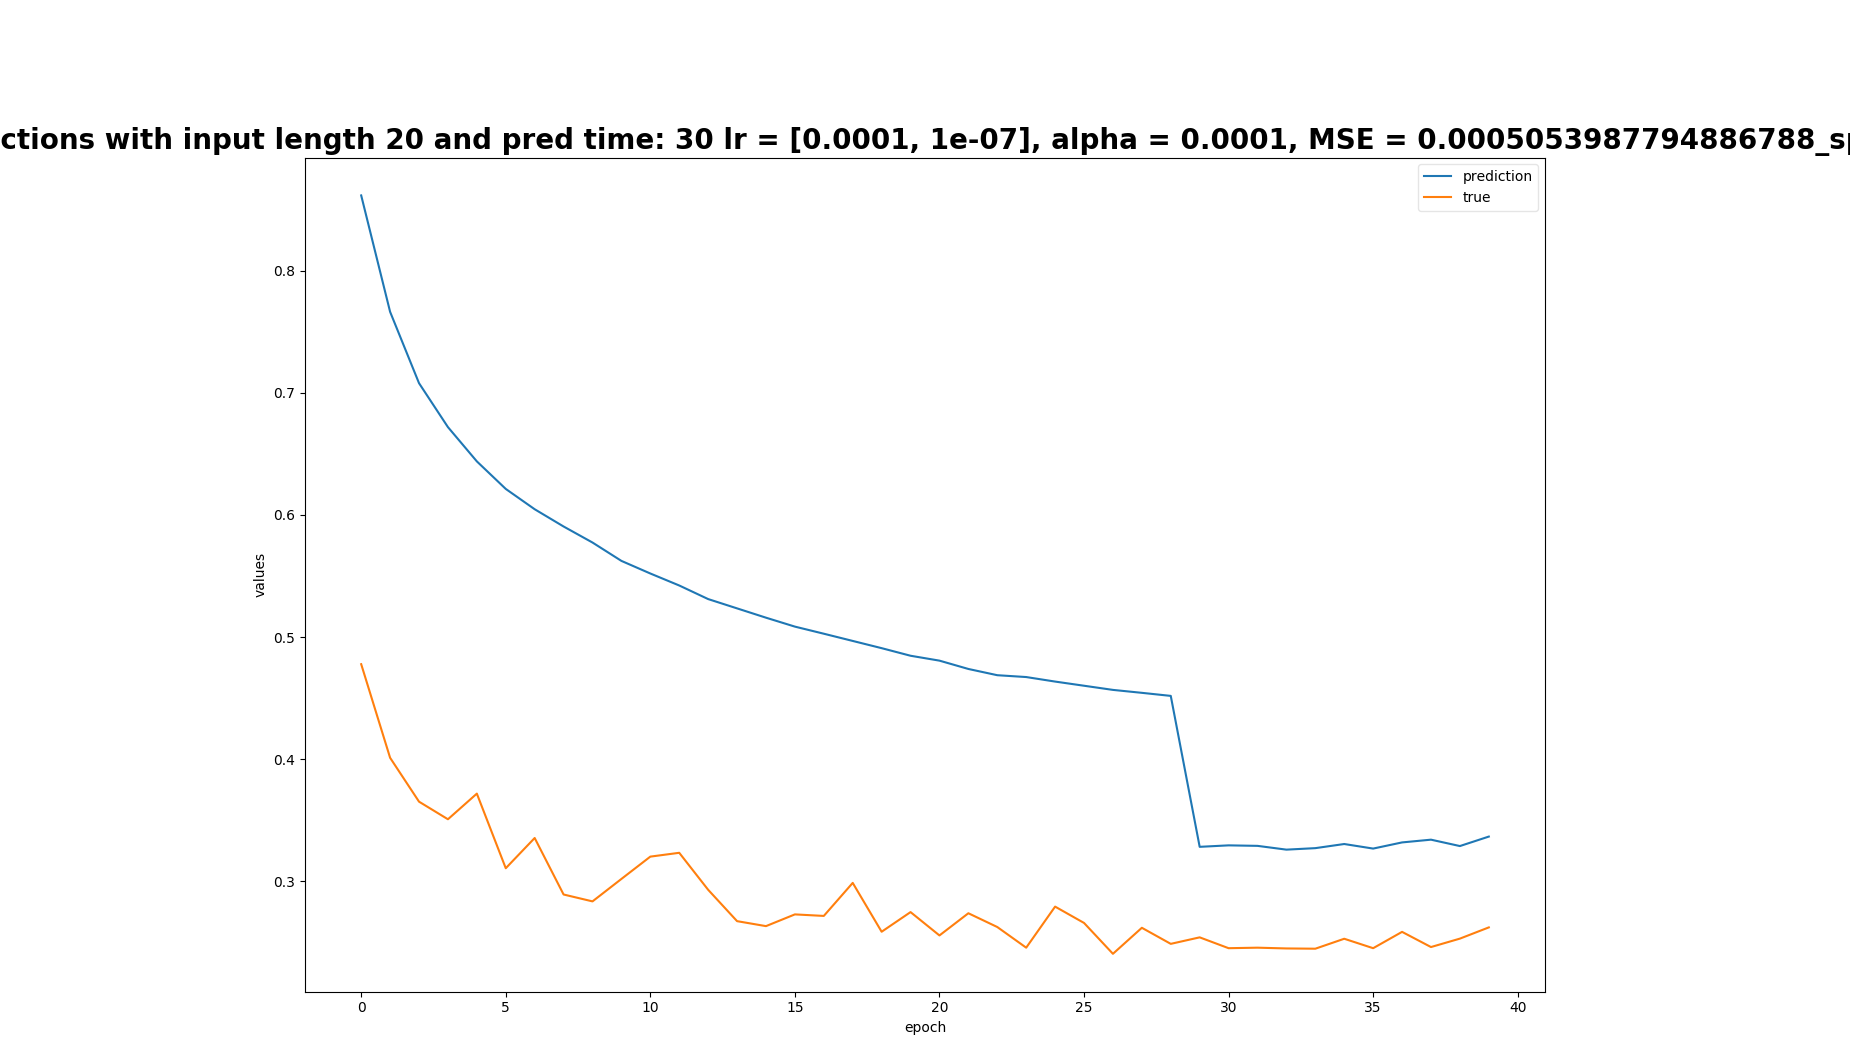 ctions with input length 20 and pred time: 30 lr = [0.0001, 1e-07], alpha = 0.0001, MSE = 0.0005053987794886788_sp
prediction
true
values
0.8
0.7
0.6
0.5
0.4
0.3
0 5 10 15 20 25 30 35 40
epoch